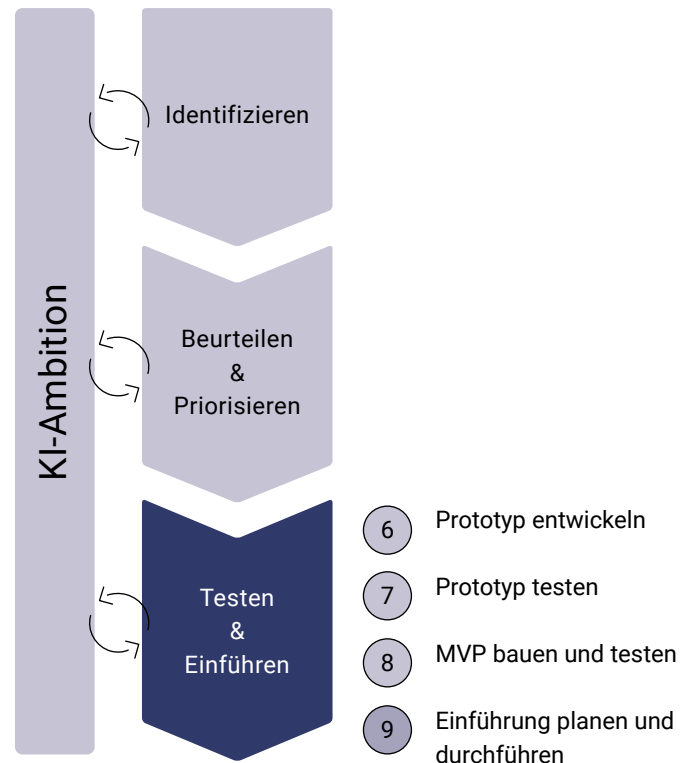 KI-Ambition
Identifizieren
Beurteilen
&
Priorisieren
Testen
&
Einführen
6 Prototyp entwickeln
7 Prototyp testen
8 MVP bauen und testen
9 Einführung planen und
durchführen